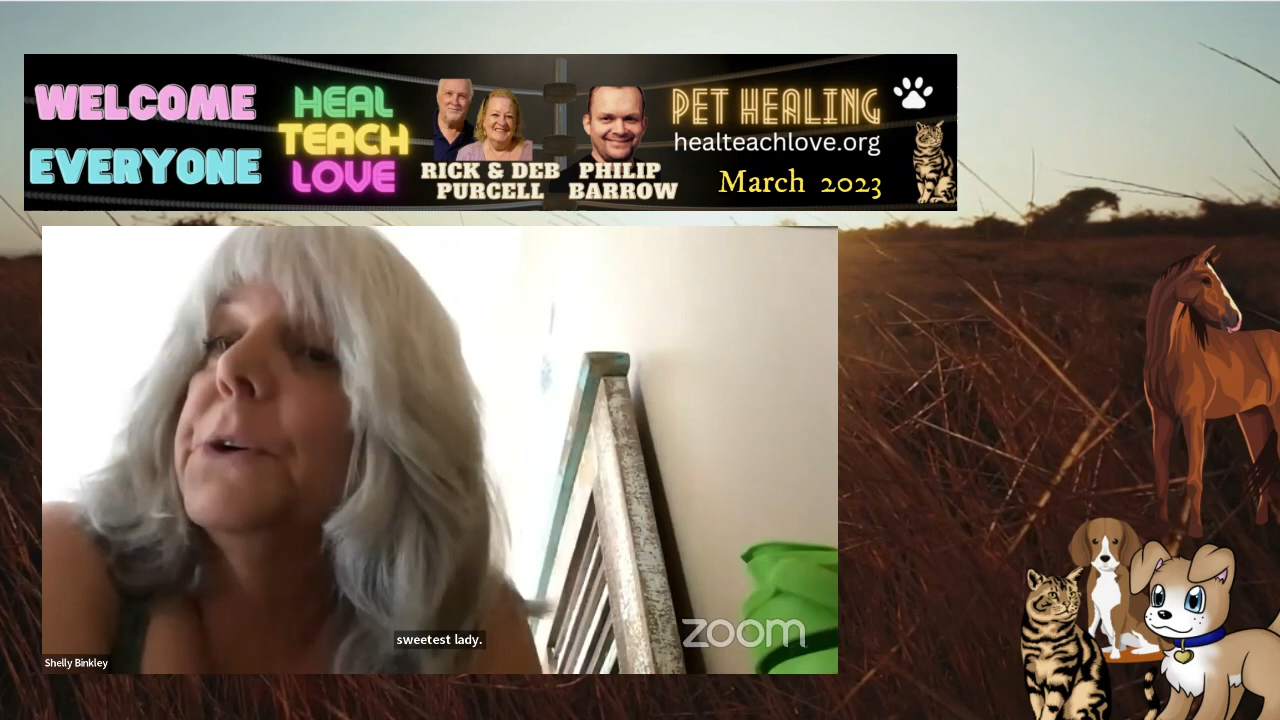 WELCOME
EVERYONE
HEAL
TEACH
LOVE
RICK & DEB
PURCELL
PHILIP
BARROW
PET HEALING
healteachlove.org
March 2023
sweetest lady.
zoom
Shelly Binkley